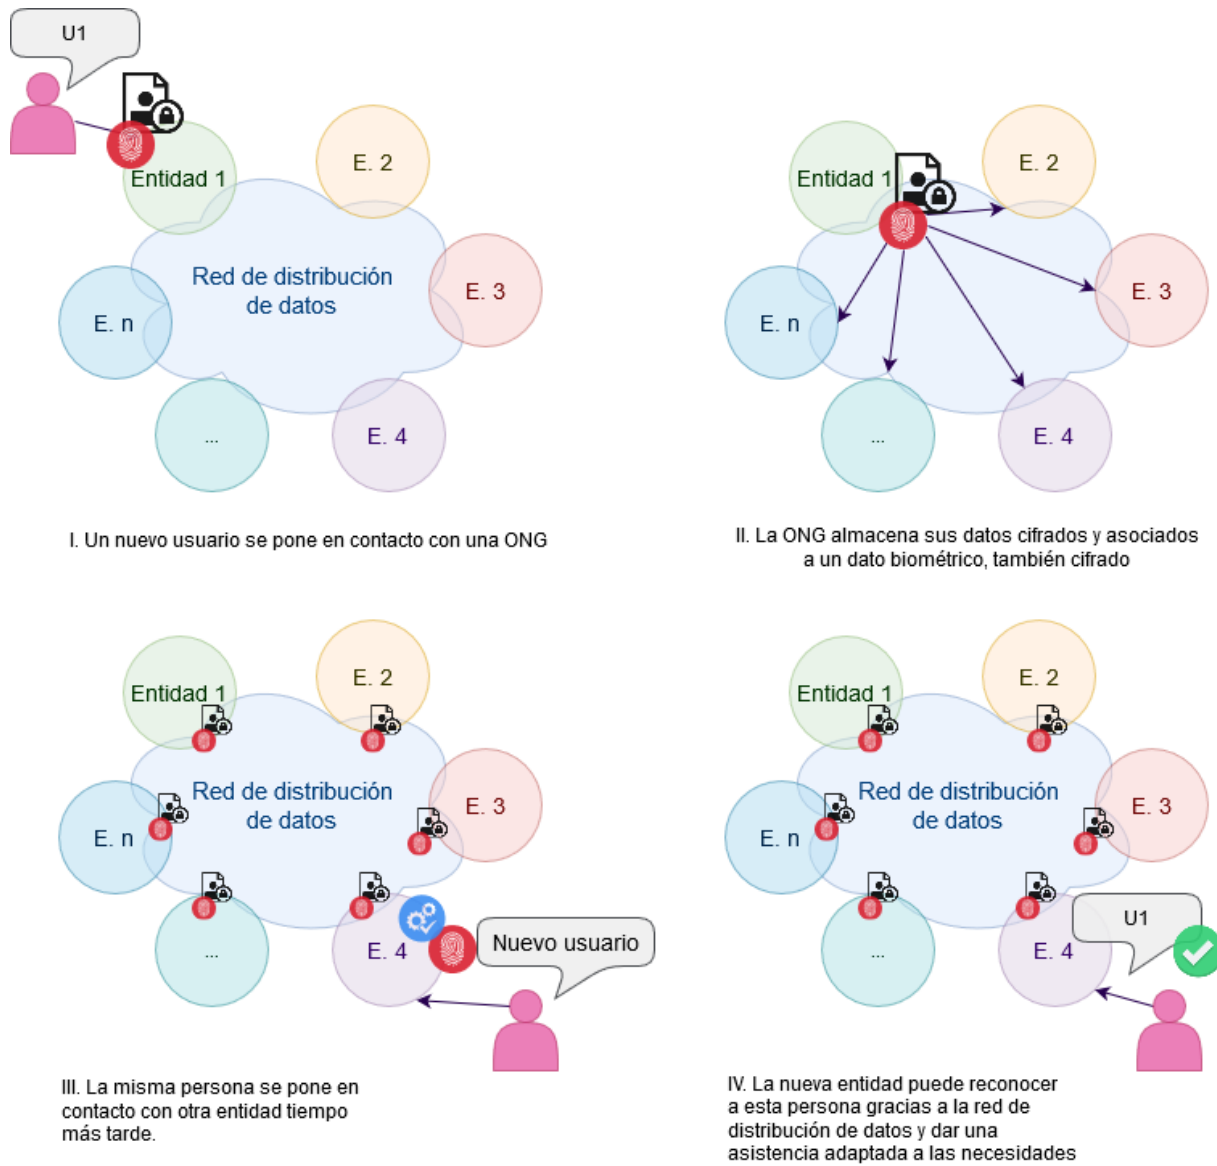 U1
Entidad 1
E. 2
Red de distribución
de datos
E. 3
E. n
...
E. 4
I. Un nuevo usuario se pone en contacto con una ONG
Entidad 1
E. 2
E. 3
E. n
...
E. 4
II. La ONG almacena sus datos cifrados y asociados
a un dato biométrico, también cifrado
Entidad 1
E. 2
Red de distribución
de datos
E. 3
E. n
...
E. 4
Nuevo usuario
III. La misma persona se pone en
contacto con otra entidad tiempo
más tarde.
Entidad 1
E. 2
Red de distribución
de datos
E. 3
E. n
...
E. 4
U1
IV. La nueva entidad puede reconocer
a esta persona gracias a la red de
distribución de datos y dar una
asistencia adaptada a las necesidades